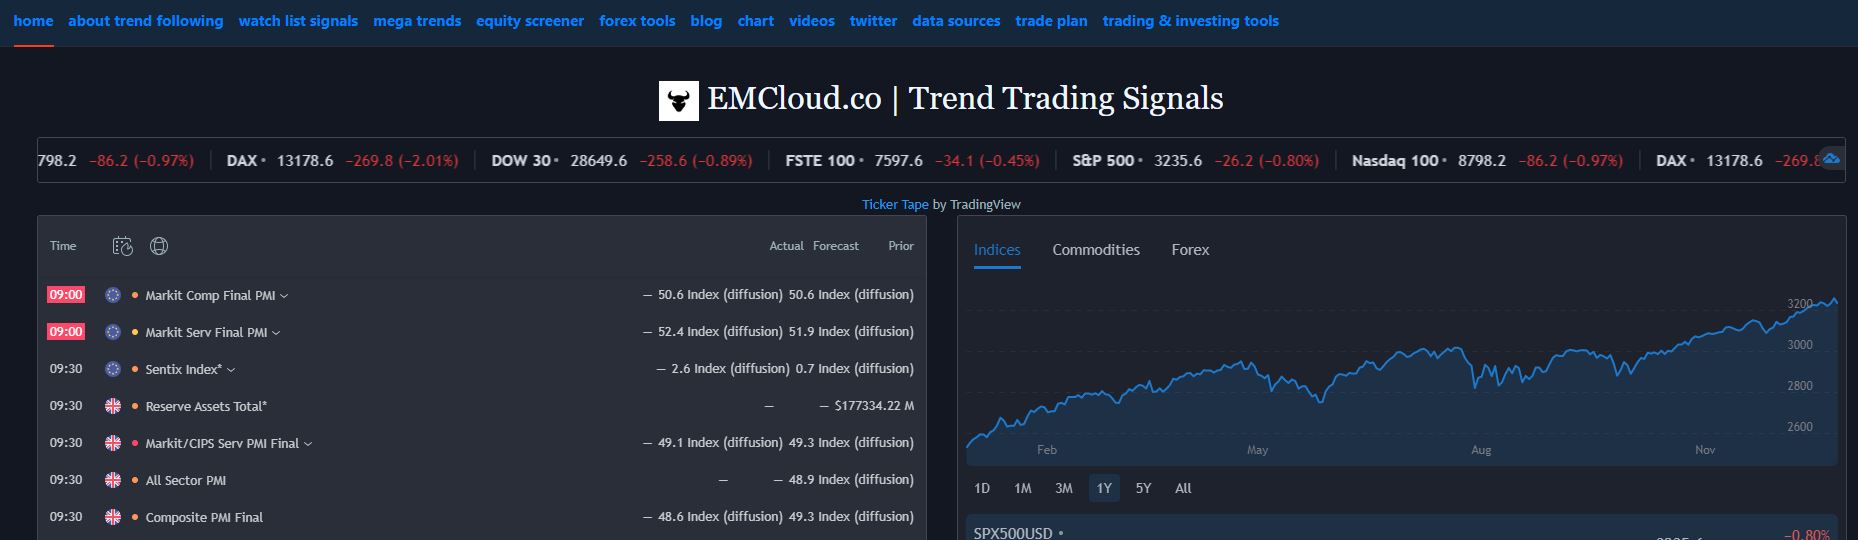 home about trend following watch list signals mega trends equity screener forex tools blog chart videos twitter data sources trade plan trading & investing tools
EMCloud.co | Trend Trading Signals
798.2 −86.2 (−0.97%) DAX • 13178.6 −269.8 (−2.01%) DOW 30 • 28649.6 −258.6 (−0.89%) FSTE 100 • 7597.6 −34.1 (−0.45%) S&P 500 • 3235.6 −26.2 (−0.80%) Nasdaq 100 • 8798.2 −86.2 (−0.97%) DAX • 13178.6 −269.8
Ticker Tape by TradingView
Time Actual Forecast Prior
09:00 Markit Comp Final PMI — 50.6 Index (diffusion) 50.6 Index (diffusion)
09:00 Markit Serv Final PMI — 52.4 Index (diffusion) 51.9 Index (diffusion)
09:30 Sentix Index* — 2.6 Index (diffusion) 0.7 Index (diffusion)
09:30 Reserve Assets Total* — — $177334.22 M
09:30 Markit/CIPS Serv PMI Final — 49.1 Index (diffusion) 49.3 Index (diffusion)
09:30 All Sector PMI — — 48.9 Index (diffusion)
09:30 Composite PMI Final — 48.6 Index (diffusion) 49.3 Index (diffusion)
Indices Commodities Forex
3200
3000
2800
2600
Feb May Aug Nov
1D 1M 3M 1Y 5Y All
SPX500USD • −0.80%